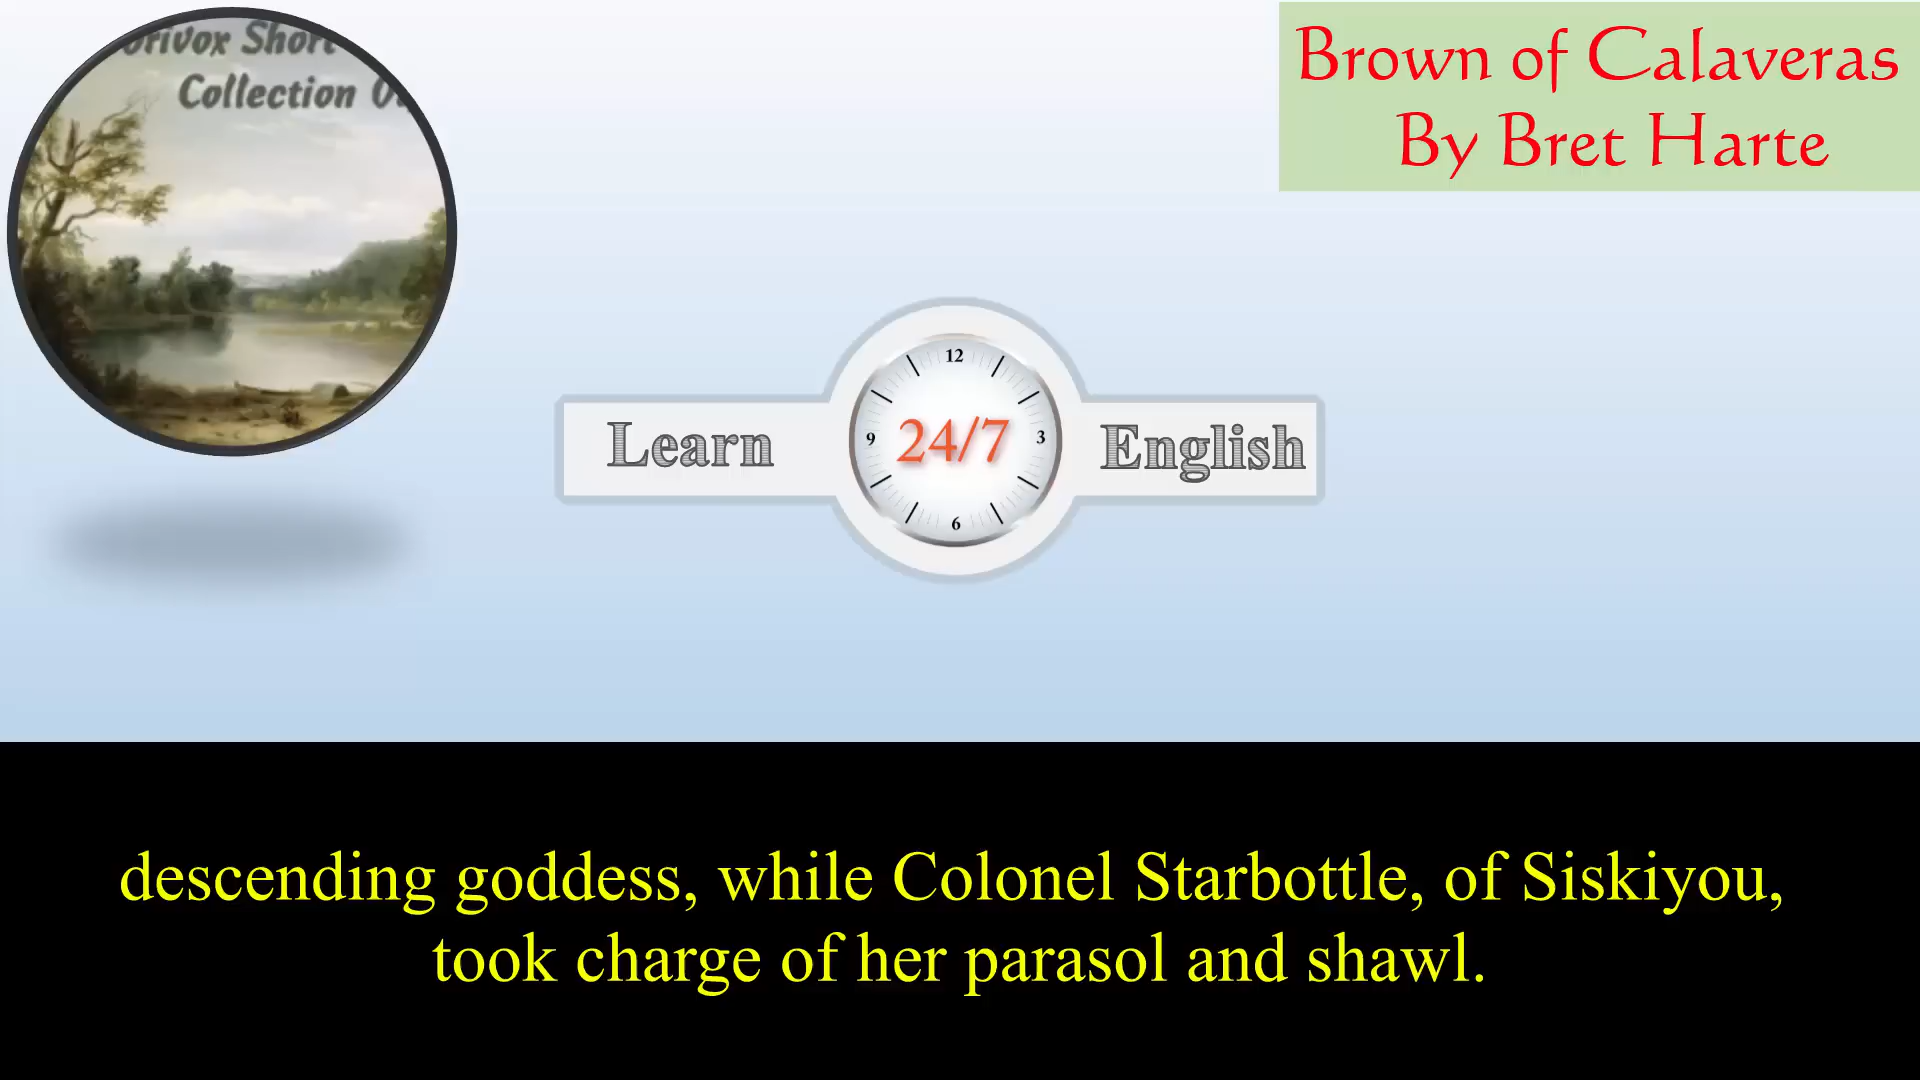 Short
Collection
Brown of Calaveras
By Bret Harte
12
9
24/7
3
6
Learn
English
descending goddess, while Colonel Starbottle, of Siskiyou,
took charge of her parasol and shawl.